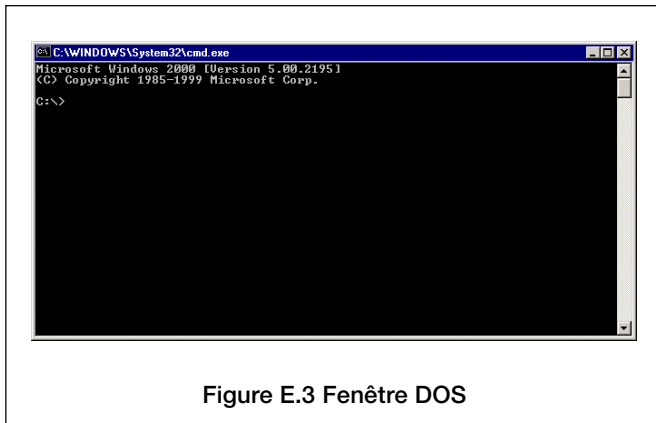 C:\WINDOWS\System32\cmd.exe
Microsoft Windows 2000 [Version 5.00.2195]
(C) Copyright 1985-1999 Microsoft Corp.
C:\>
Figure E.3 Fenêtre DOS